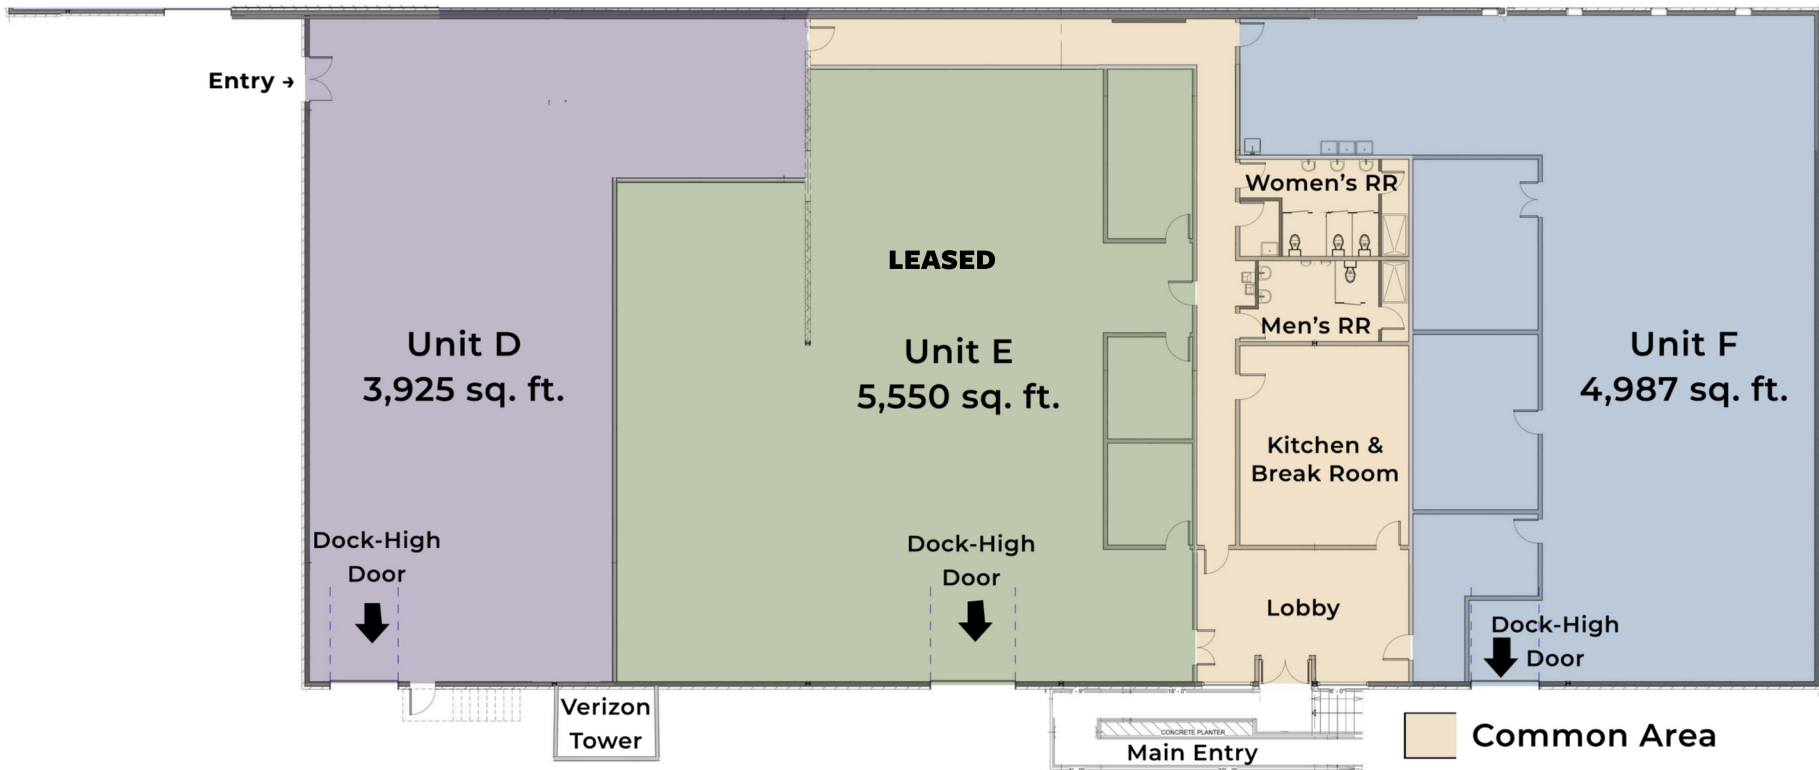 Entry →
Women's RR
LEASED
Men's RR
Unit D
3,925 sq. ft.
Unit E
5,550 sq. ft.
Unit F
4,987 sq. ft.
Kitchen &
Break Room
Dock-High
Door
Dock-High
Door
Lobby
Dock-High
Door
Verizon
Tower
CONCRETE PLANTER
Main Entry
Common Area